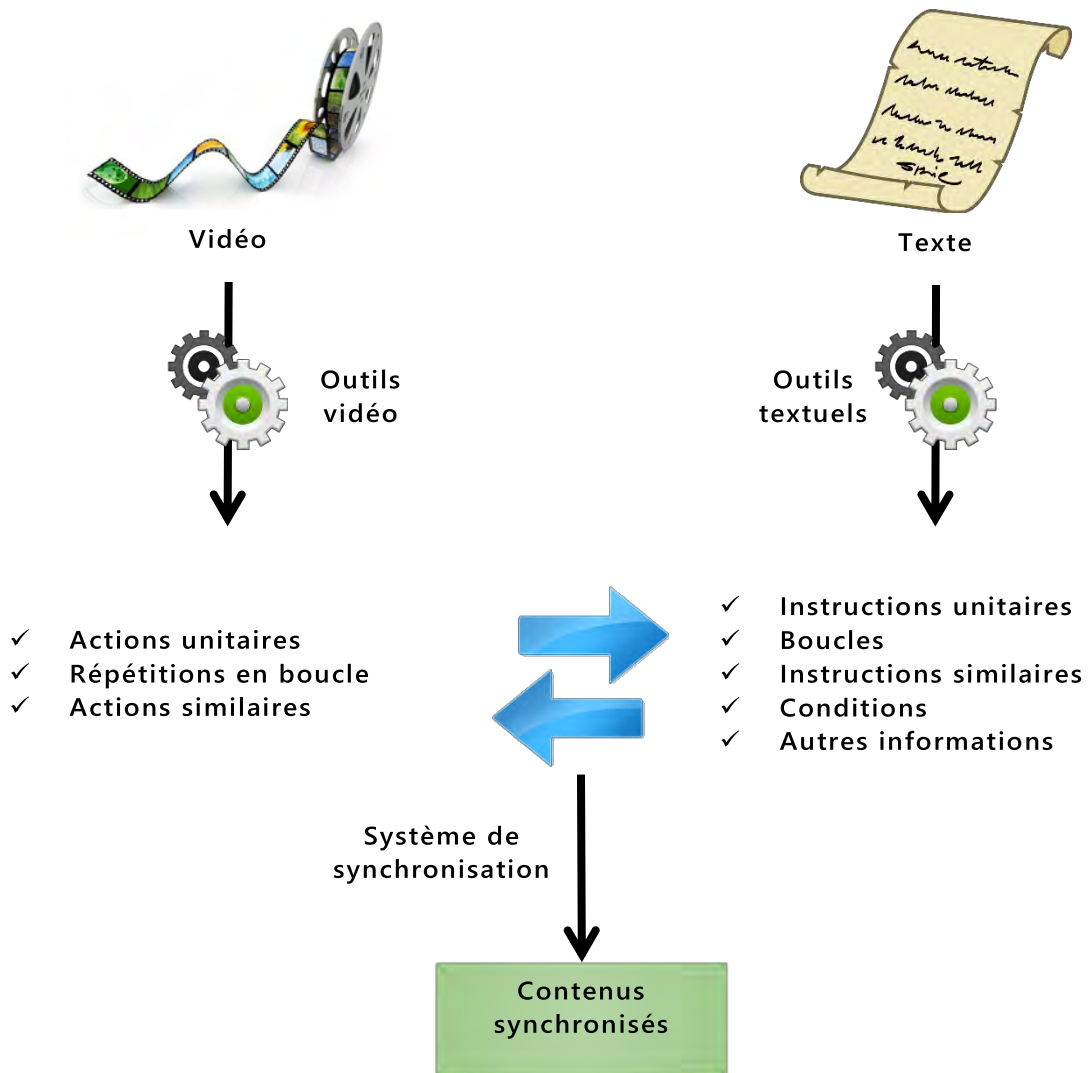 Vidéo
Texte
Outils
vidéo
Outils
textuels
✓ Actions unitaires
✓ Répétitions en boucle
✓ Actions similaires
✓ Instructions unitaires
✓ Boucles
✓ Instructions similaires
✓ Conditions
✓ Autres informations
Système de
synchronisation
Contenus
synchronisés